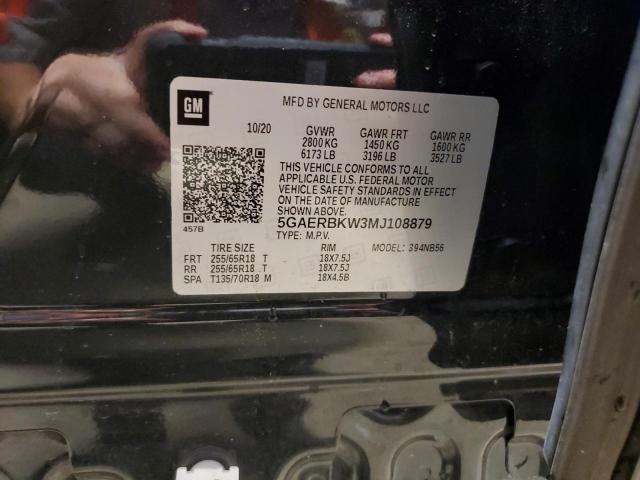 GM
MFD BY GENERAL MOTORS LLC
10/20 GVWR GAWR FRT GAWR RR
2800 KG 1450 KG 1600 KG
6173 LB 3196 LB 3527 LB
THIS VEHICLE CONFORMS TO ALL
APPLICABLE U.S. FEDERAL MOTOR
VEHICLE SAFETY STANDARDS IN EFFECT
ON THE DATE OF MANUFACTURE
SHOWN ABOVE.
457B
5GAERBKW3MJ108879
TYPE: M.P.V. MODEL: 394NB56
TIRE SIZE RIM
FRT 255/65R18 T 18X7.5J
RR 255/65R18 T 18X7.5J
SPA T135/70R18 M 18X4.5B